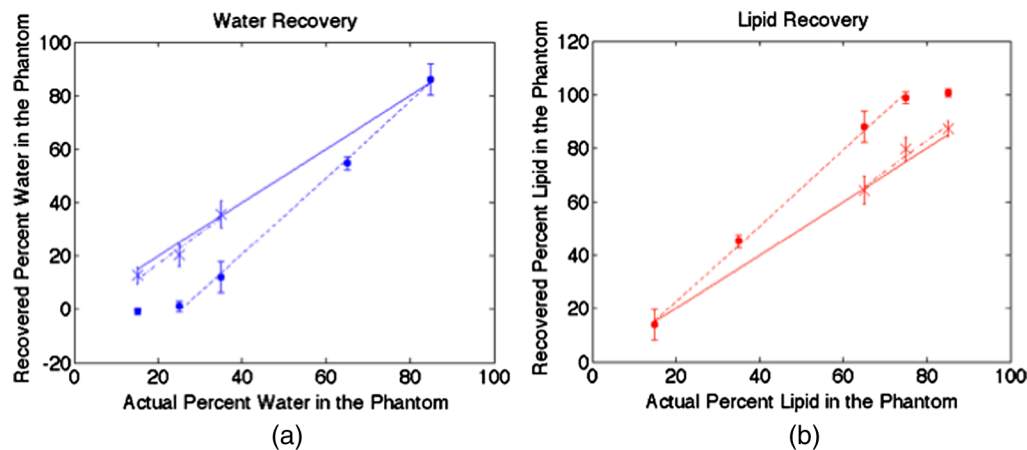 Water Recovery
Recovered Percent Water in the Phantom
100
80
60
40
20
0
-20
0 20 40 60 80 100
Actual Percent Water in the Phantom
(a)
Lipid Recovery
Recovered Percent Lipid in the Phantom
120
100
80
60
40
20
0
0 20 40 60 80 100
Actual Percent Lipid in the Phantom
(b)